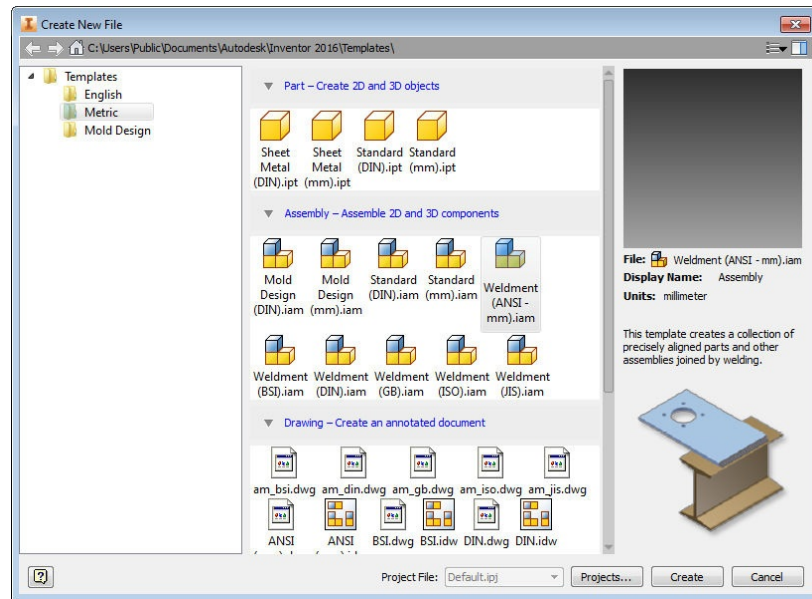 Create New File
C:\Users\Public\Documents\Autodesk\Inventor 2016\Templates\
Templates
English
Metric
Mold Design
Part – Create 2D and 3D objects
Sheet Metal (DIN).ipt
Sheet Metal (mm).ipt
Standard (DIN).ipt
Standard (mm).ipt
Assembly – Assemble 2D and 3D components
Mold Design (DIN).iam
Mold Design (mm).iam
Standard (DIN).iam
Standard (mm).iam
Weldment (ANSI - mm).iam
Weldment (BSI).iam
Weldment (DIN).iam
Weldment (GB).iam
Weldment (ISO).iam
Weldment (JIS).iam
Drawing – Create an annotated document
am_bsi.dwg am_din.dwg am_gb.dwg am_iso.dwg am_jis.dwg
ANSI ANSI BSI.dwg BSI.idw DIN.dwg DIN.idw
File: Weldment (ANSI - mm).iam
Display Name: Assembly
Units: millimeter
This template creates a collection of
precisely aligned parts and other
assemblies joined by welding.
Project File: Default.ipj Projects... Create Cancel